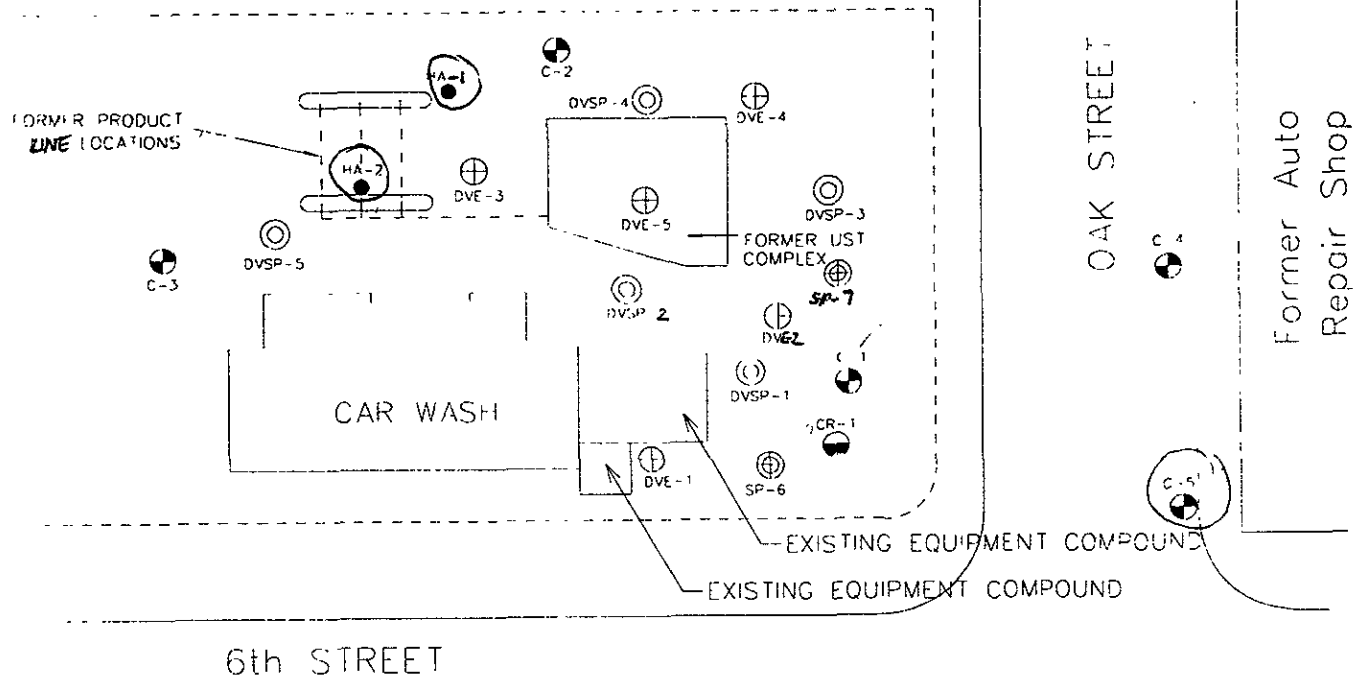 HA-1
C-2
DVSP-4
DVE-4
FORMER PRODUCT
LINE LOCATIONS
HA-2
DVE-3
DVE-5
DVSP-3
FORMER UST
COMPLEX
DVSP-5
C-3
DVSP 2
SP-7
DVE2
C-1
DVSP-1
CAR WASH
CR-1
DVE-1
SP-6
EXISTING EQUIPMENT COMPOUND
EXISTING EQUIPMENT COMPOUND
6th STREET
OAK STREET
C-4
C-5
Former Auto
Repair Shop